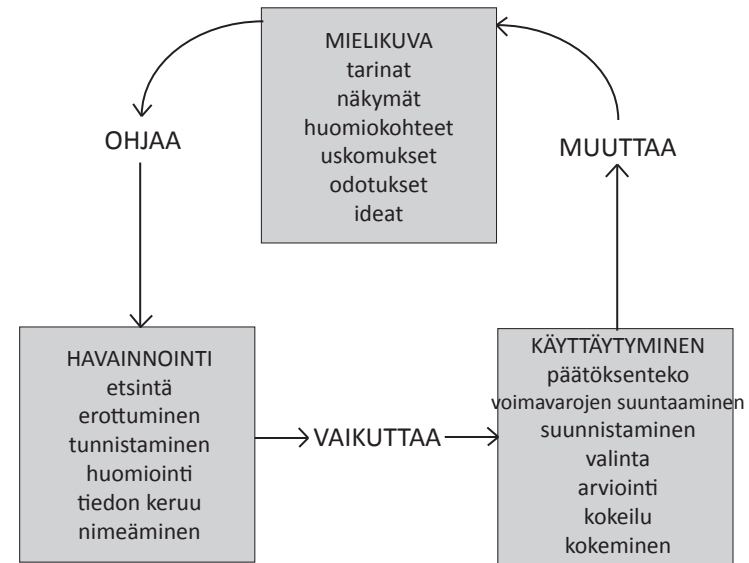 MIELIKUVA
tarinat
näkymät
huomiokohteet
uskomukset
odotukset
ideat
OHJAA
MUUTTAA
HAVAINNOINTI
etsintä
erottuminen
tunnistaminen
huomiointi
tiedon keruu
nimeäminen
VAIKUTTAA
KÄYTTÄYTYMINEN
päätöksenteko
voimavarojen suuntaaminen
suunnistaminen
valinta
arviointi
kokeilu
kokeminen